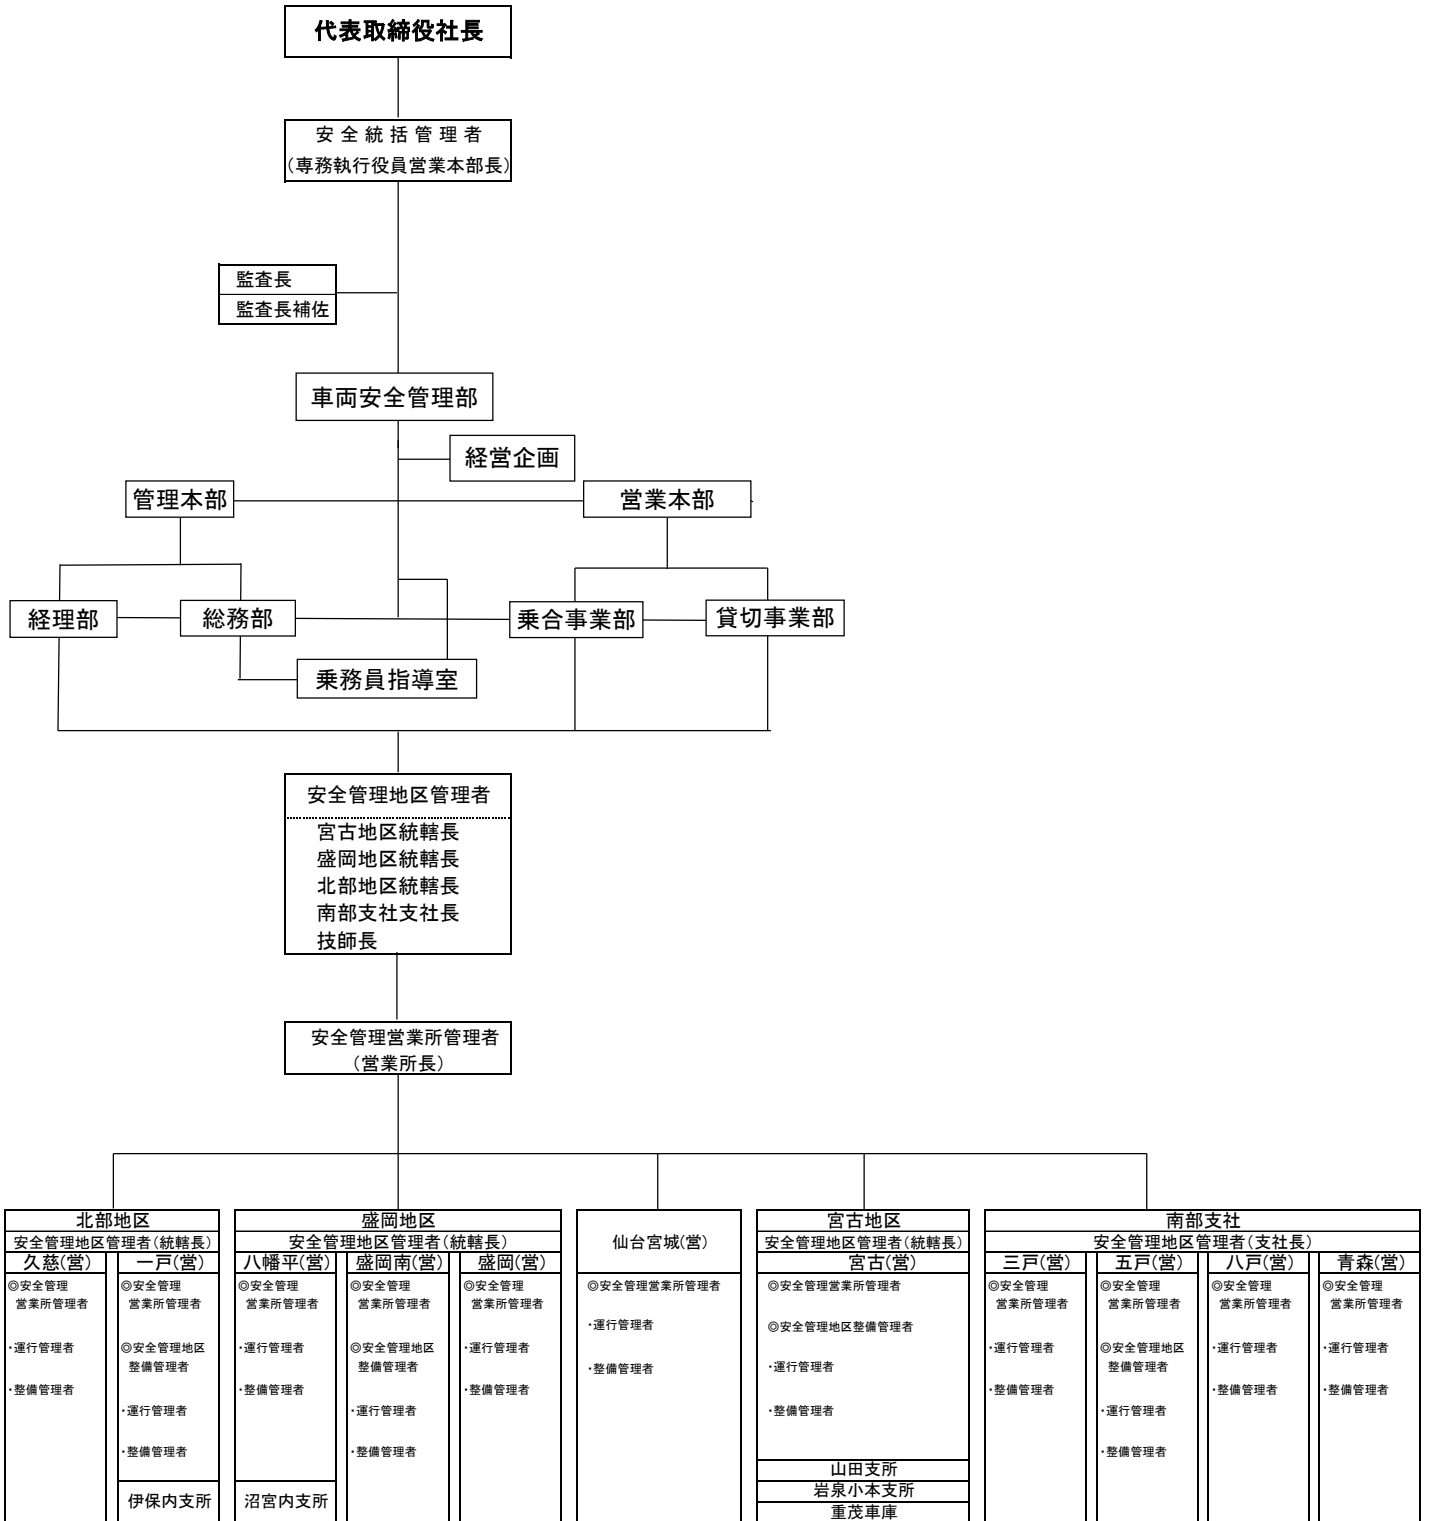 代表取締役社長
安全統括管理者
(専務執行役員営業本部長)
監査長
監査長補佐
車両安全管理部
経営企画
管理本部
営業本部
経理部
総務部
乗合事業部
貸切事業部
乗務員指導室
安全管理地区管理者
宮古地区統轄長
盛岡地区統轄長
北部地区統轄長
南部支社支社長
技師長
安全管理営業所管理者
(営業所長)
北部地区
安全管理地区管理者(統轄長)
久慈(営)
◎安全管理
営業所管理者
・運行管理者
・整備管理者
一戸(営)
◎安全管理
営業所管理者
◎安全管理地区
整備管理者
・運行管理者
・整備管理者
伊保内支所
盛岡地区
安全管理地区管理者(統轄長)
八幡平(営)
◎安全管理
営業所管理者
・運行管理者
・整備管理者
沼宮内支所
盛岡南(営)
◎安全管理
営業所管理者
◎安全管理地区
整備管理者
・運行管理者
・整備管理者
盛岡(営)
◎安全管理
営業所管理者
・運行管理者
・整備管理者
仙台宮城(営)
◎安全管理営業所管理者
・運行管理者
・整備管理者
宮古地区
安全管理地区管理者(統轄長)
宮古(営)
◎安全管理営業所管理者
◎安全管理地区整備管理者
・運行管理者
・整備管理者
山田支所
岩泉小本支所
重茂車庫
南部支社
安全管理地区管理者(支社長)
三戸(営)
◎安全管理
営業所管理者
・運行管理者
・整備管理者
五戸(営)
◎安全管理
営業所管理者
◎安全管理地区
整備管理者
・運行管理者
・整備管理者
八戸(営)
◎安全管理
営業所管理者
・運行管理者
・整備管理者
青森(営)
◎安全管理
営業所管理者
・運行管理者
・整備管理者